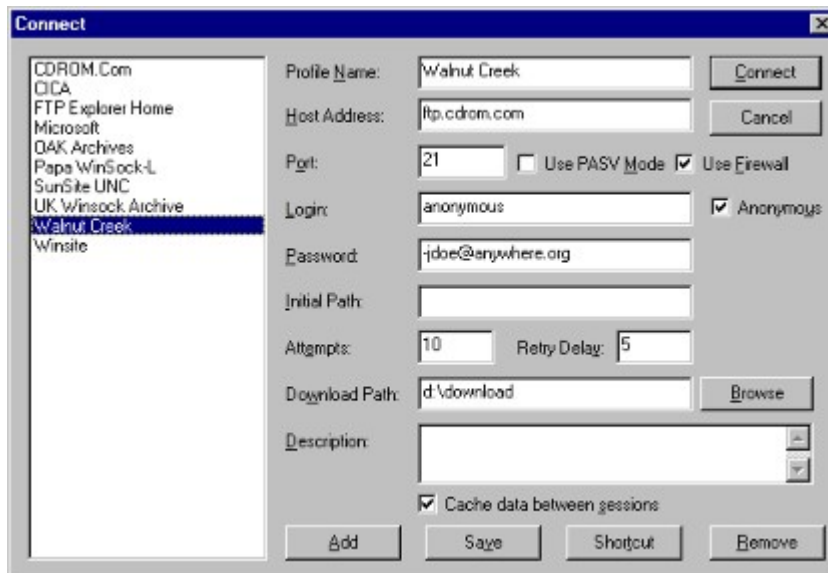 Connect
CDROM.Com
CICA
FTP Explorer Home
Microsoft
OAK Archives
Papa WinSock-L
SunSite UNC
UK Winsock Archive
Walnut Creek
Winsite
Profile Name: Walnut Creek Connect
Host Address: ftp.cdrom.com Cancel
Port: 21 Use PASV Mode Use Firewall
Login: anonymous Anonymous
Password: -jdoe@anywhere.org
Initial Path:
Attempts: 10 Retry Delay: 5
Download Path: d:\download Browse
Description:
Cache data between sessions
Add Save Shortcut Remove